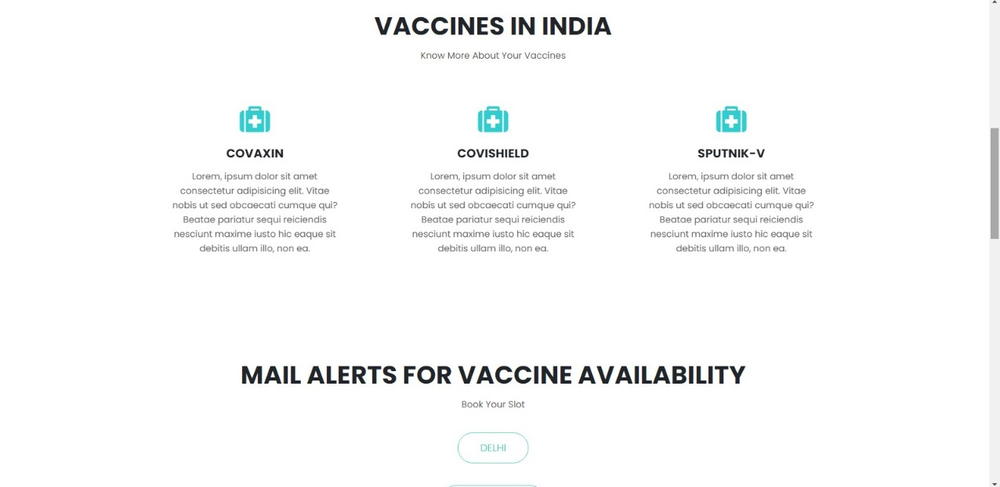 VACCINES IN INDIA
Know More About Your Vaccines
COVAXIN
Lorem, ipsum dolor sit amet
consectetur adipisicing elit. Vitae
nobis ut sed obcaecati cumque qui?
Beatae pariatur sequi reiciendis
nesciunt maxime iusto hic eaque sit
debitis ullam illo, non ea.
COVISHIELD
Lorem, ipsum dolor sit amet
consectetur adipisicing elit. Vitae
nobis ut sed obcaecati cumque qui?
Beatae pariatur sequi reiciendis
nesciunt maxime iusto hic eaque sit
debitis ullam illo, non ea.
SPUTNIK-V
Lorem, ipsum dolor sit amet
consectetur adipisicing elit. Vitae
nobis ut sed obcaecati cumque qui?
Beatae pariatur sequi reiciendis
nesciunt maxime iusto hic eaque sit
debitis ullam illo, non ea.
MAIL ALERTS FOR VACCINE AVAILABILITY
Book Your Slot
DELHI